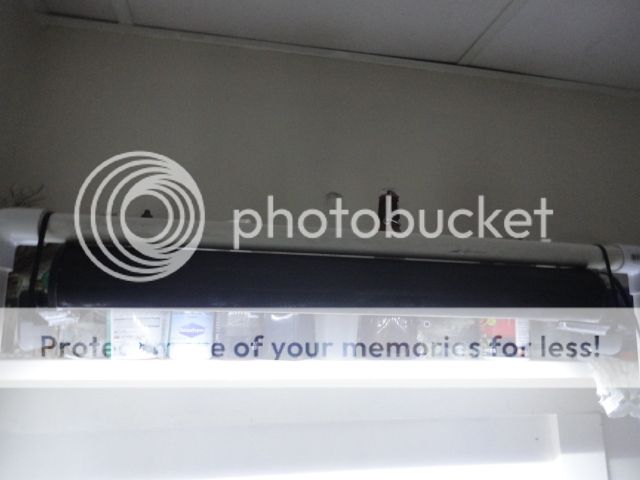 photobucket
Protect more of your memories for less!